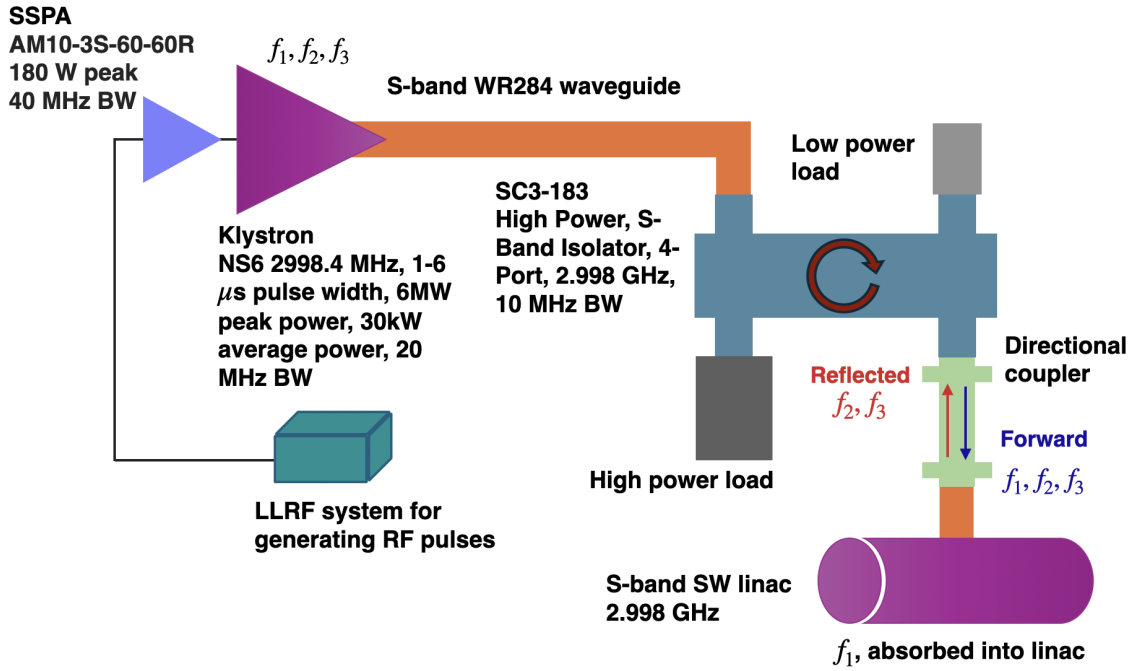 SSPA
AM10-3S-60-60R
180 W peak
40 MHz BW
f₁, f₂, f₃
S-band WR284 waveguide
Low power
load
SC3-183
High Power, S-
Band Isolator, 4-
Port, 2.998 GHz,
10 MHz BW
Klystron
NS6 2998.4 MHz, 1-6
μs pulse width, 6MW
peak power, 30kW
average power, 20
MHz BW
Directional
coupler
Reflected
f₂, f₃
Forward
f₁, f₂, f₃
High power load
LLRF system for
generating RF pulses
S-band SW linac
2.998 GHz
f₁, absorbed into linac